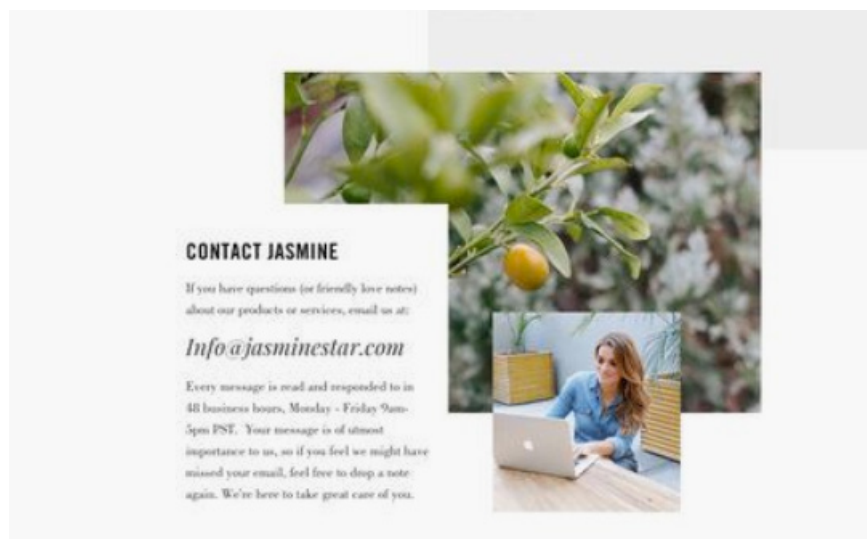 CONTACT JASMINE
If you have questions (or friendly love notes)
about our products or services, email us at:
Info@jasminestar.com
Every message is read and responded to in
48 business hours, Monday - Friday 9am-
5pm PST. Your message is of utmost
importance to us, so if you feel we might have
missed your email, feel free to drop a note
again. We're here to take great care of you.